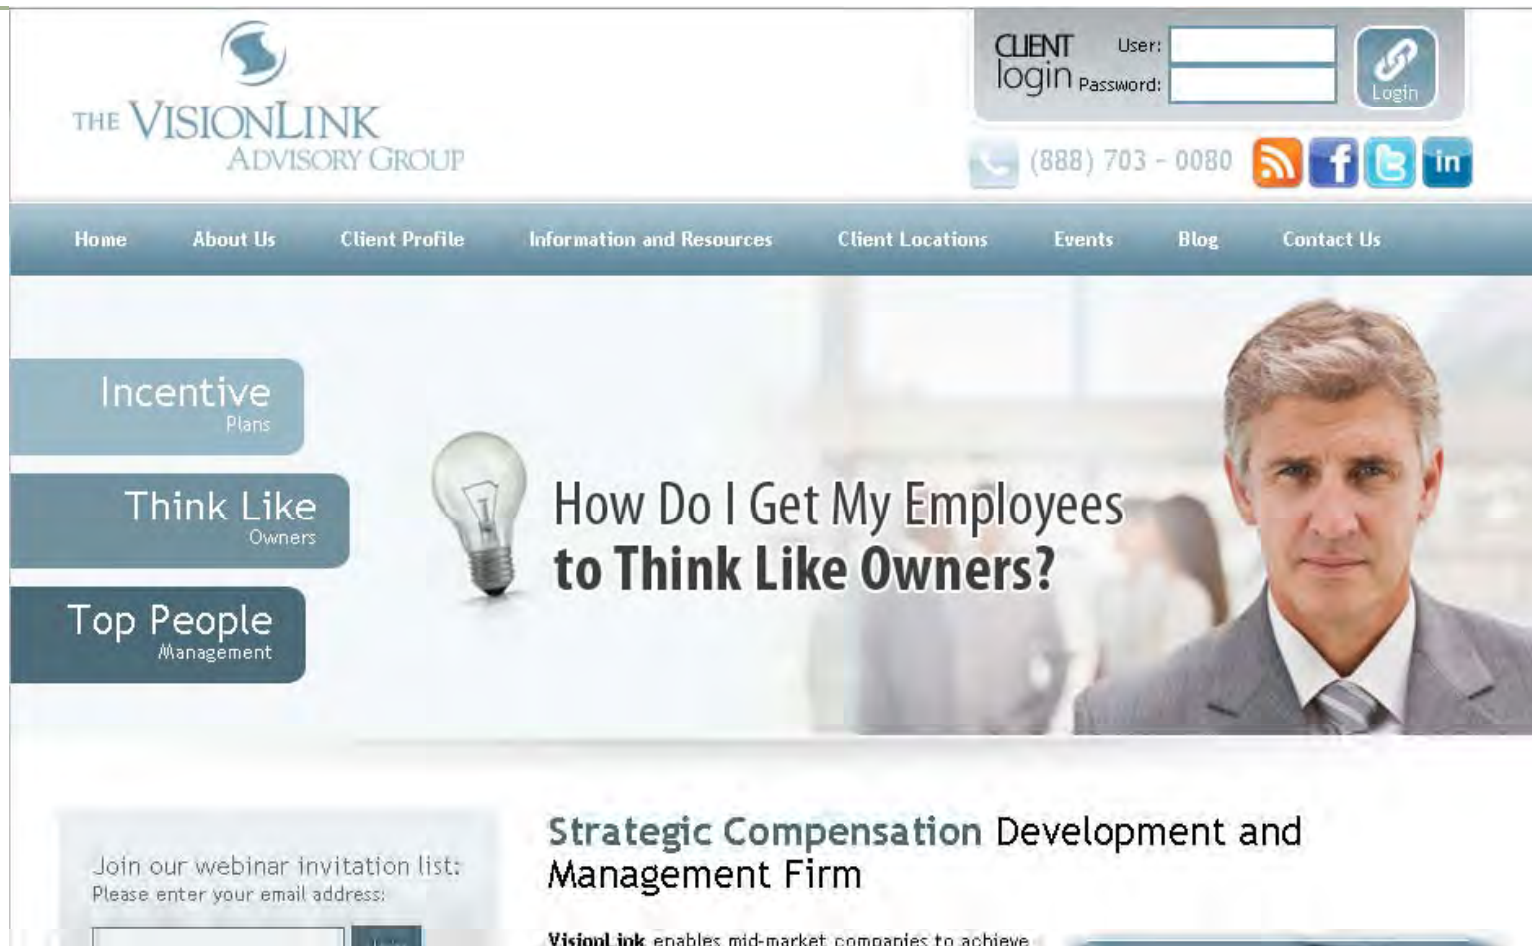 THE VISIONLINK
ADVISORY GROUP
CLIENT
login
User:
Password:
Login
(888) 703 - 0080
in
Home About Us Client Profile Information and Resources Client Locations Events Blog Contact Us
Incentive
Plans
Think Like
Owners
Top People
Management
How Do I Get My Employees
to Think Like Owners?
Join our webinar invitation list:
Please enter your email address:
Strategic Compensation Development and
Management Firm
VisionLink enables mid-market companies to achieve